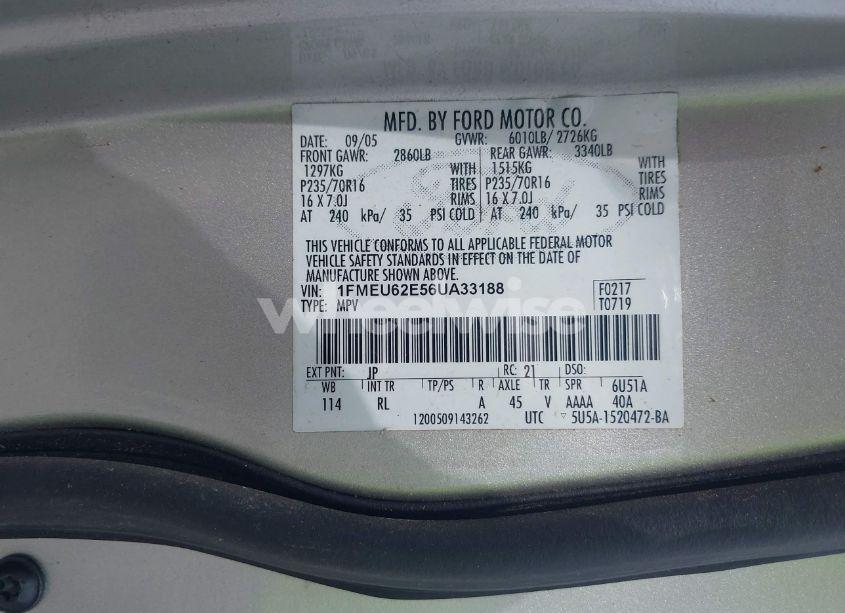 MFD. BY FORD MOTOR CO.
DATE: 09/05 GVWR: 6010LB/ 2726KG
FRONT GAWR: 2860LB REAR GAWR: 3340LB
1297KG WITH 1515KG WITH
P235/70R16 TIRES P235/70R16 TIRES
16 X 7.0J RIMS 16 X 7.0J RIMS
AT 240 kPa/ 35 PSI COLD AT 240 kPa/ 35 PSI COLD
THIS VEHICLE CONFORMS TO ALL APPLICABLE FEDERAL MOTOR
VEHICLE SAFETY STANDARDS IN EFFECT ON THE DATE OF
MANUFACTURE SHOWN ABOVE.
VIN: 1FMEU62E56UA33188 F0217
TYPE: MPV T0719
wheelwise
EXT PNT: JP RC: 21 DSO:
WB INT TR TP/PS R AXLE TR SPR 6U51A
114 RL A 45 V AAAA 40A
1200509143262 UTC 5U5A-1520472-BA